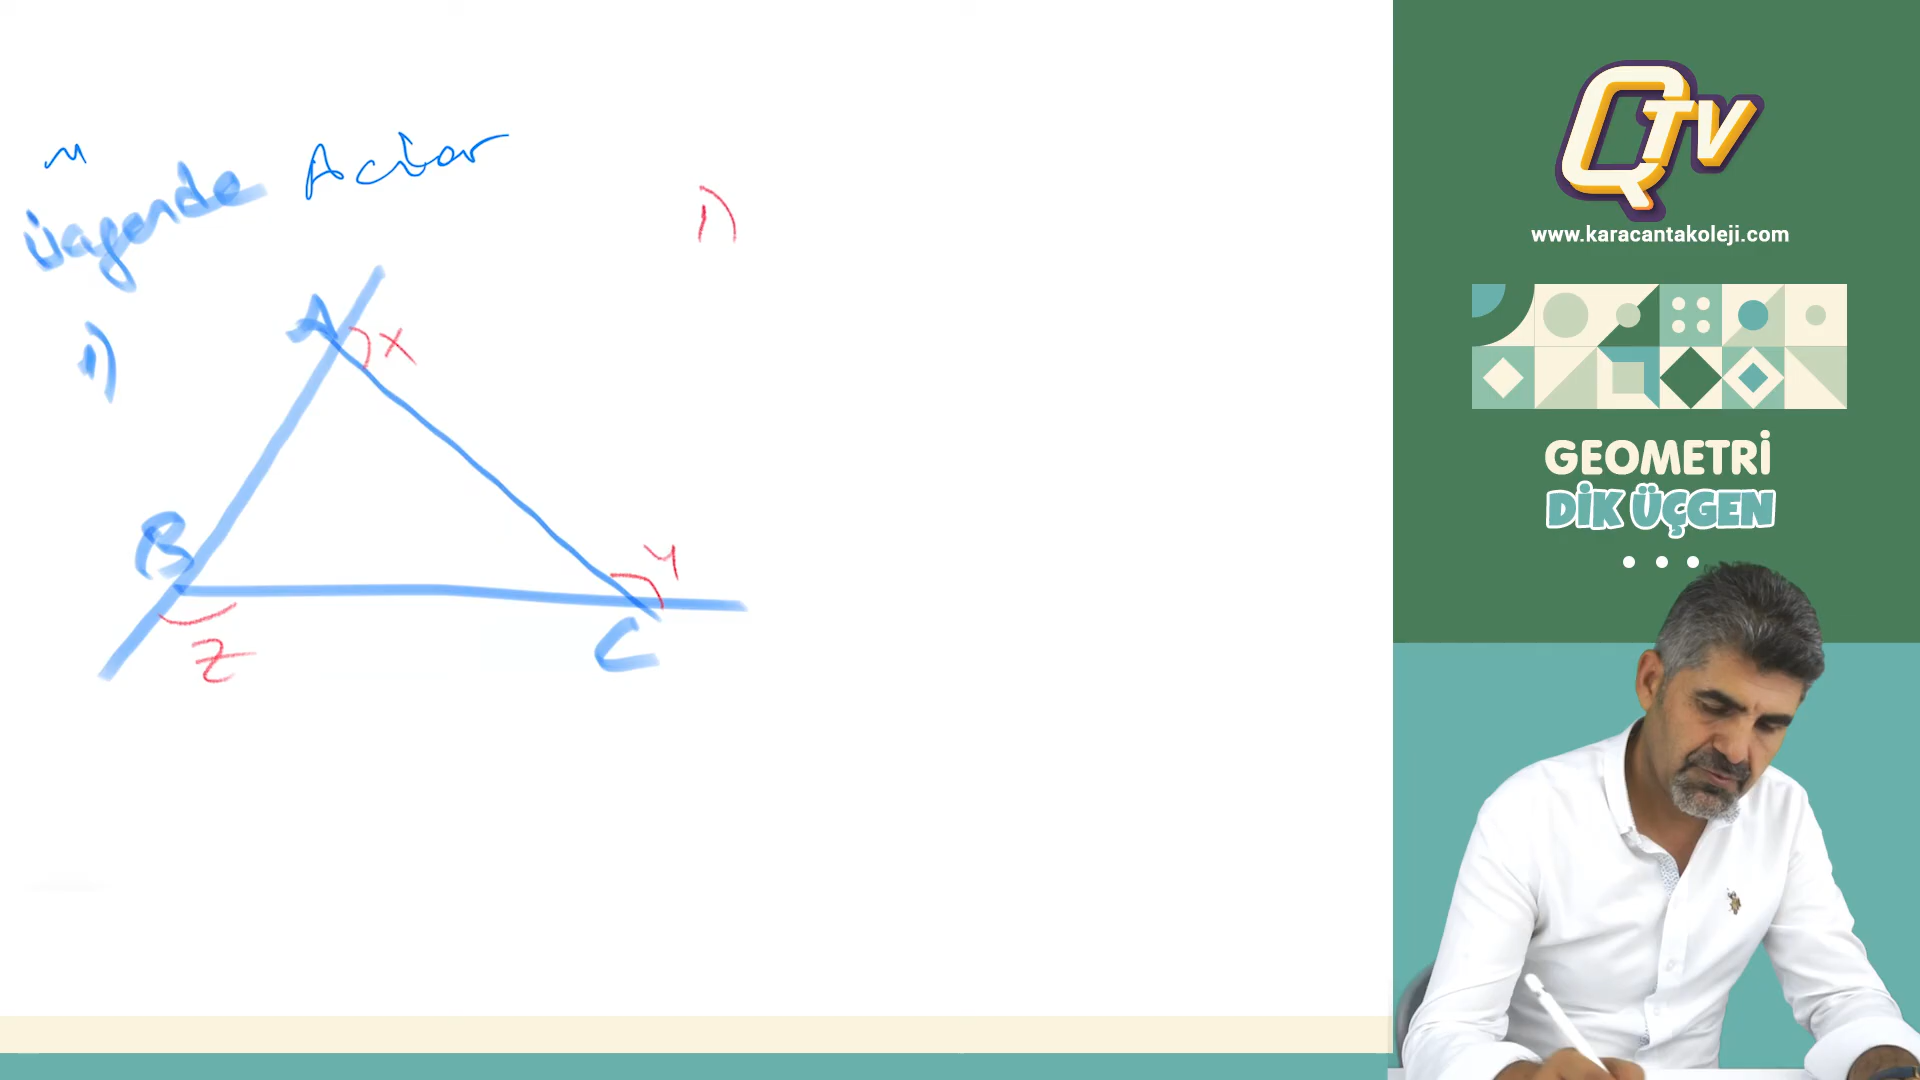 Üçgende Açılar
1)
A
x
B
z
C
y
1)
QTV
www.karacantakoleji.com
GEOMETRİ
DİK ÜÇGEN